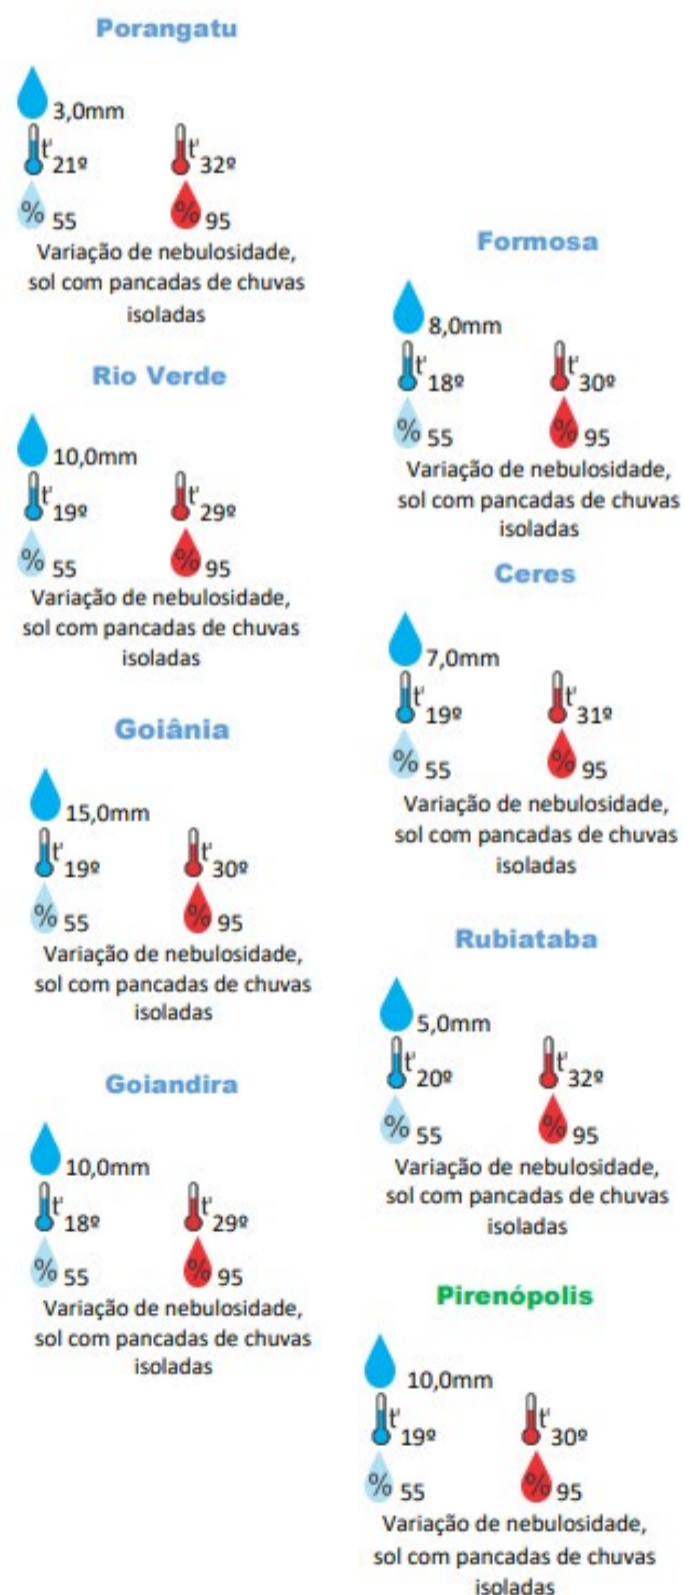 Porangatu
3,0mm
t' 21º t' 32º
% 55 % 95
Variação de nebulosidade,
sol com pancadas de chuvas
isoladas
Rio Verde
10,0mm
t' 19º t' 29º
% 55 % 95
Variação de nebulosidade,
sol com pancadas de chuvas
isoladas
Goiânia
15,0mm
t' 19º t' 30º
% 55 % 95
Variação de nebulosidade,
sol com pancadas de chuvas
isoladas
Goiandira
10,0mm
t' 18º t' 29º
% 55 % 95
Variação de nebulosidade,
sol com pancadas de chuvas
isoladas
Formosa
8,0mm
t' 18º t' 30º
% 55 % 95
Variação de nebulosidade,
sol com pancadas de chuvas
isoladas
Ceres
7,0mm
t' 19º t' 31º
% 55 % 95
Variação de nebulosidade,
sol com pancadas de chuvas
isoladas
Rubiataba
5,0mm
t' 20º t' 32º
% 55 % 95
Variação de nebulosidade,
sol com pancadas de chuvas
isoladas
Pirenópolis
10,0mm
t' 19º t' 30º
% 55 % 95
Variação de nebulosidade,
sol com pancadas de chuvas
isoladas